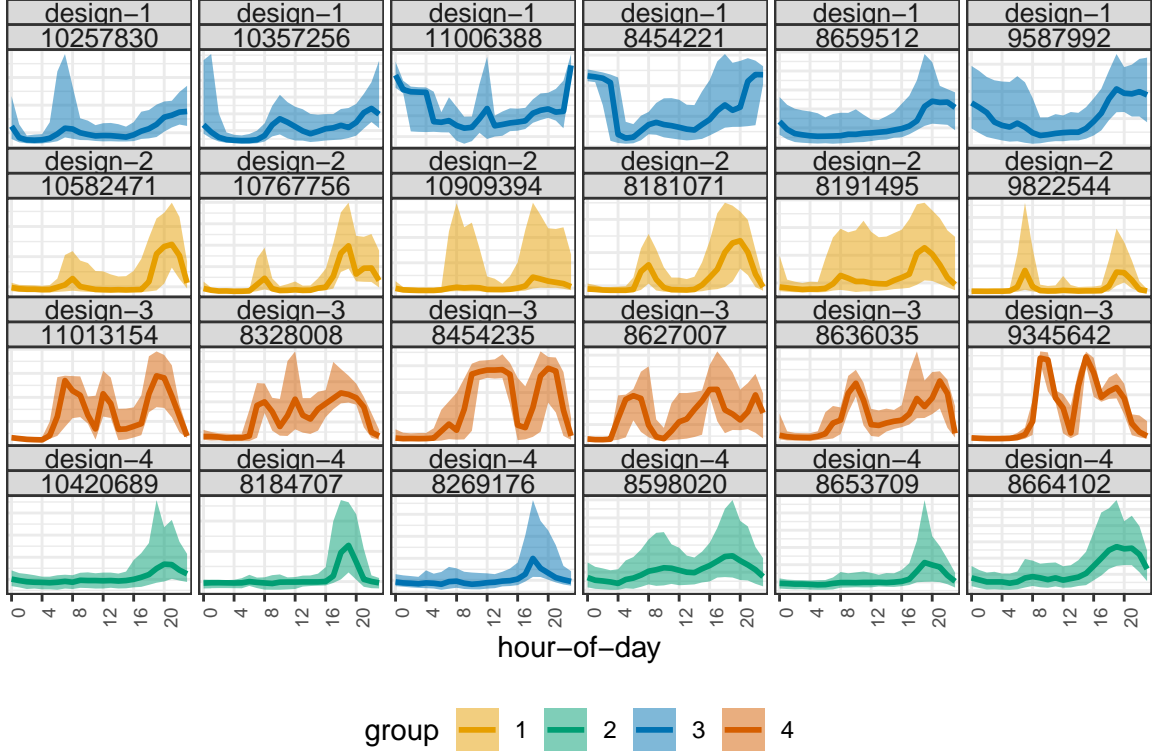 design−1 design−1 design−1 design−1 design−1 design−1
10257830 10357256 11006388 8454221 8659512 9587992
design−2 design−2 design−2 design−2 design−2 design−2
10582471 10767756 10909394 8181071 8191495 9822544
design−3 design−3 design−3 design−3 design−3 design−3
11013154 8328008 8454235 8627007 8636035 9345642
design−4 design−4 design−4 design−4 design−4 design−4
10420689 8184707 8269176 8598020 8653709 8664102
0 4 8 12 16 20 0 4 8 12 16 20 0 4 8 12 16 20 0 4 8 12 16 20 0 4 8 12 16 20 0 4 8 12 16 20
hour−of−day
group 1 2 3 4